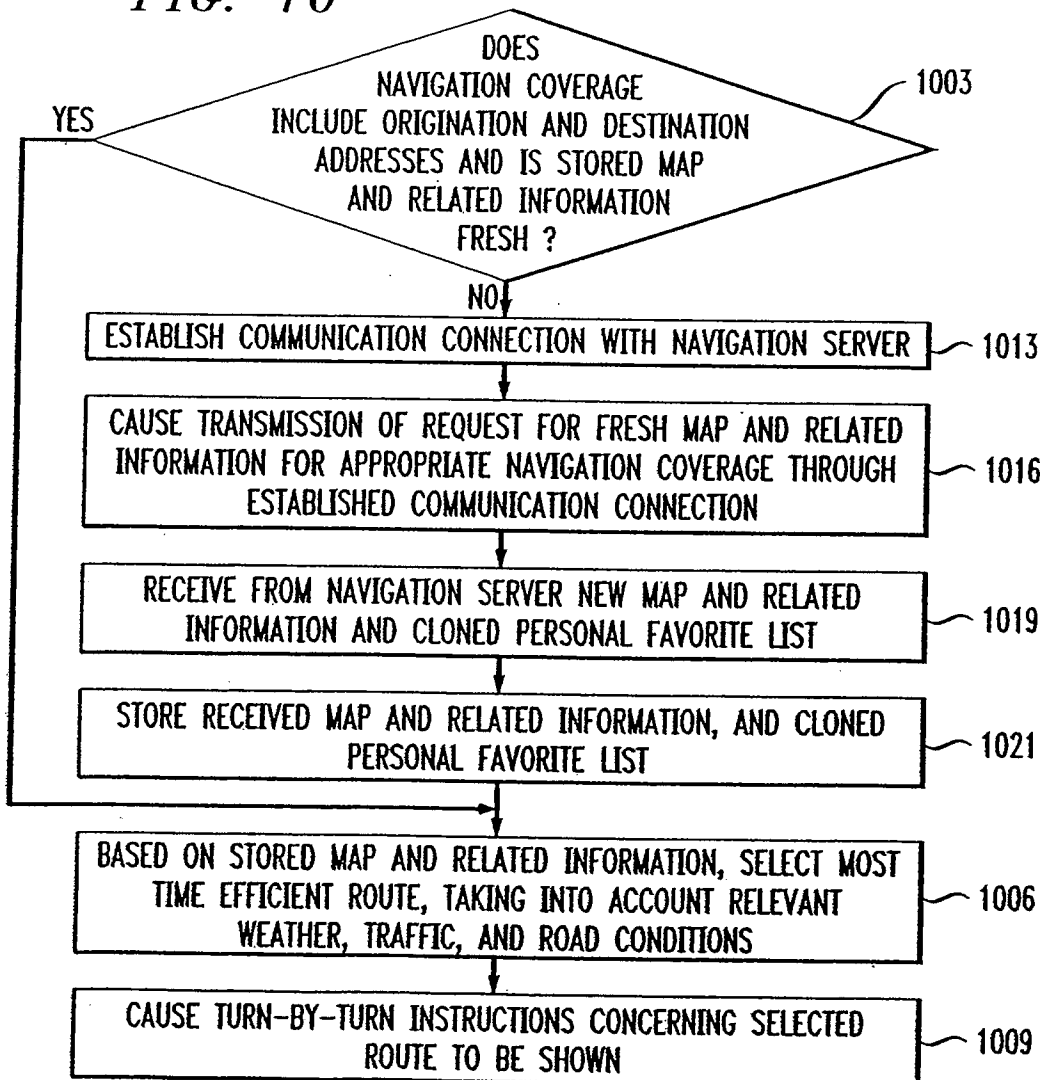 FIG. 10
DOES
NAVIGATION COVERAGE
INCLUDE ORIGINATION AND DESTINATION
ADDRESSES AND IS STORED MAP
AND RELATED INFORMATION
FRESH ?
1003
YES
NO
ESTABLISH COMMUNICATION CONNECTION WITH NAVIGATION SERVER
1013
CAUSE TRANSMISSION OF REQUEST FOR FRESH MAP AND RELATED
INFORMATION FOR APPROPRIATE NAVIGATION COVERAGE THROUGH
ESTABLISHED COMMUNICATION CONNECTION
1016
RECEIVE FROM NAVIGATION SERVER NEW MAP AND RELATED
INFORMATION AND CLONED PERSONAL FAVORITE LIST
1019
STORE RECEIVED MAP AND RELATED INFORMATION, AND CLONED
PERSONAL FAVORITE LIST
1021
BASED ON STORED MAP AND RELATED INFORMATION, SELECT MOST
TIME EFFICIENT ROUTE, TAKING INTO ACCOUNT RELEVANT
WEATHER, TRAFFIC, AND ROAD CONDITIONS
1006
CAUSE TURN-BY-TURN INSTRUCTIONS CONCERNING SELECTED
ROUTE TO BE SHOWN
1009